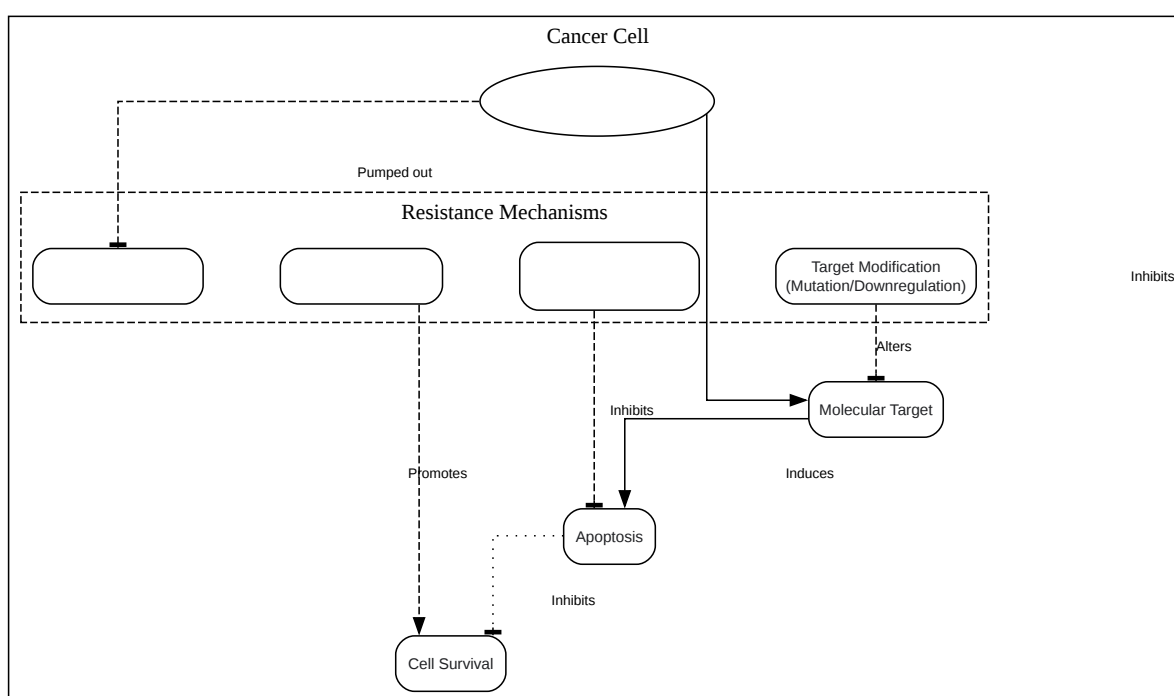 Cancer Cell
Pumped out
Resistance Mechanisms
Target Modification
(Mutation/Downregulation)
Inhibits
Alters
Molecular Target
Inhibits
Promotes
Induces
Apoptosis
Inhibits
Cell Survival